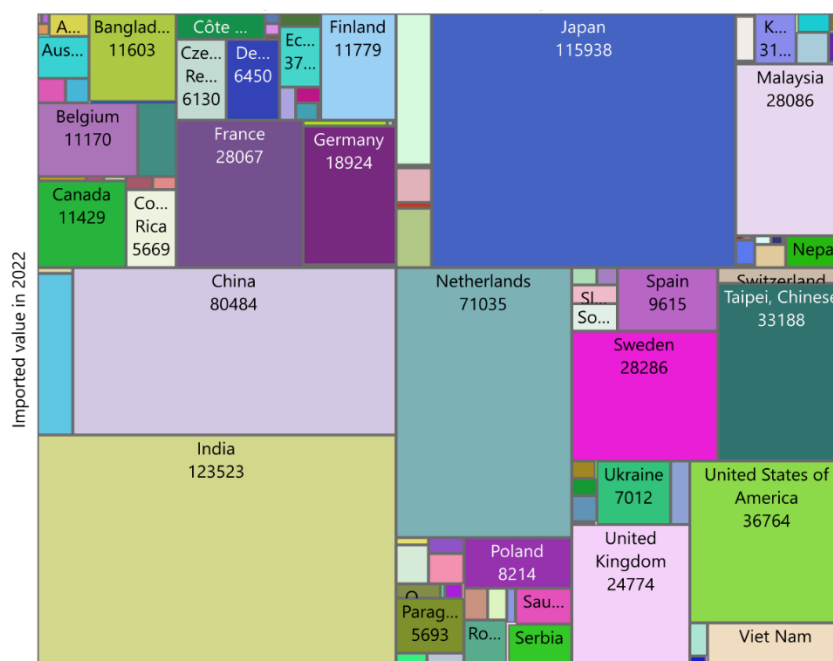 Imported value in 2022
A...
Aus...
Banglad...
11603
Belgium
11170
Canada
11429
Co...
Rica
5669
Côte ...
Cze...
Re...
6130
De...
6450
Ec...
37...
Finland
11779
France
28067
Germany
18924
Japan
115938
K...
31...
Malaysia
28086
Nepa
China
80484
India
123523
Netherlands
71035
Sl...
So...
Spain
9615
Switzerland
Taipei, Chinese
33188
Sweden
28286
Ukraine
7012
United States of
America
36764
United
Kingdom
24774
Viet Nam
Poland
8214
Parag...
5693
Ro...
Sau...
Serbia